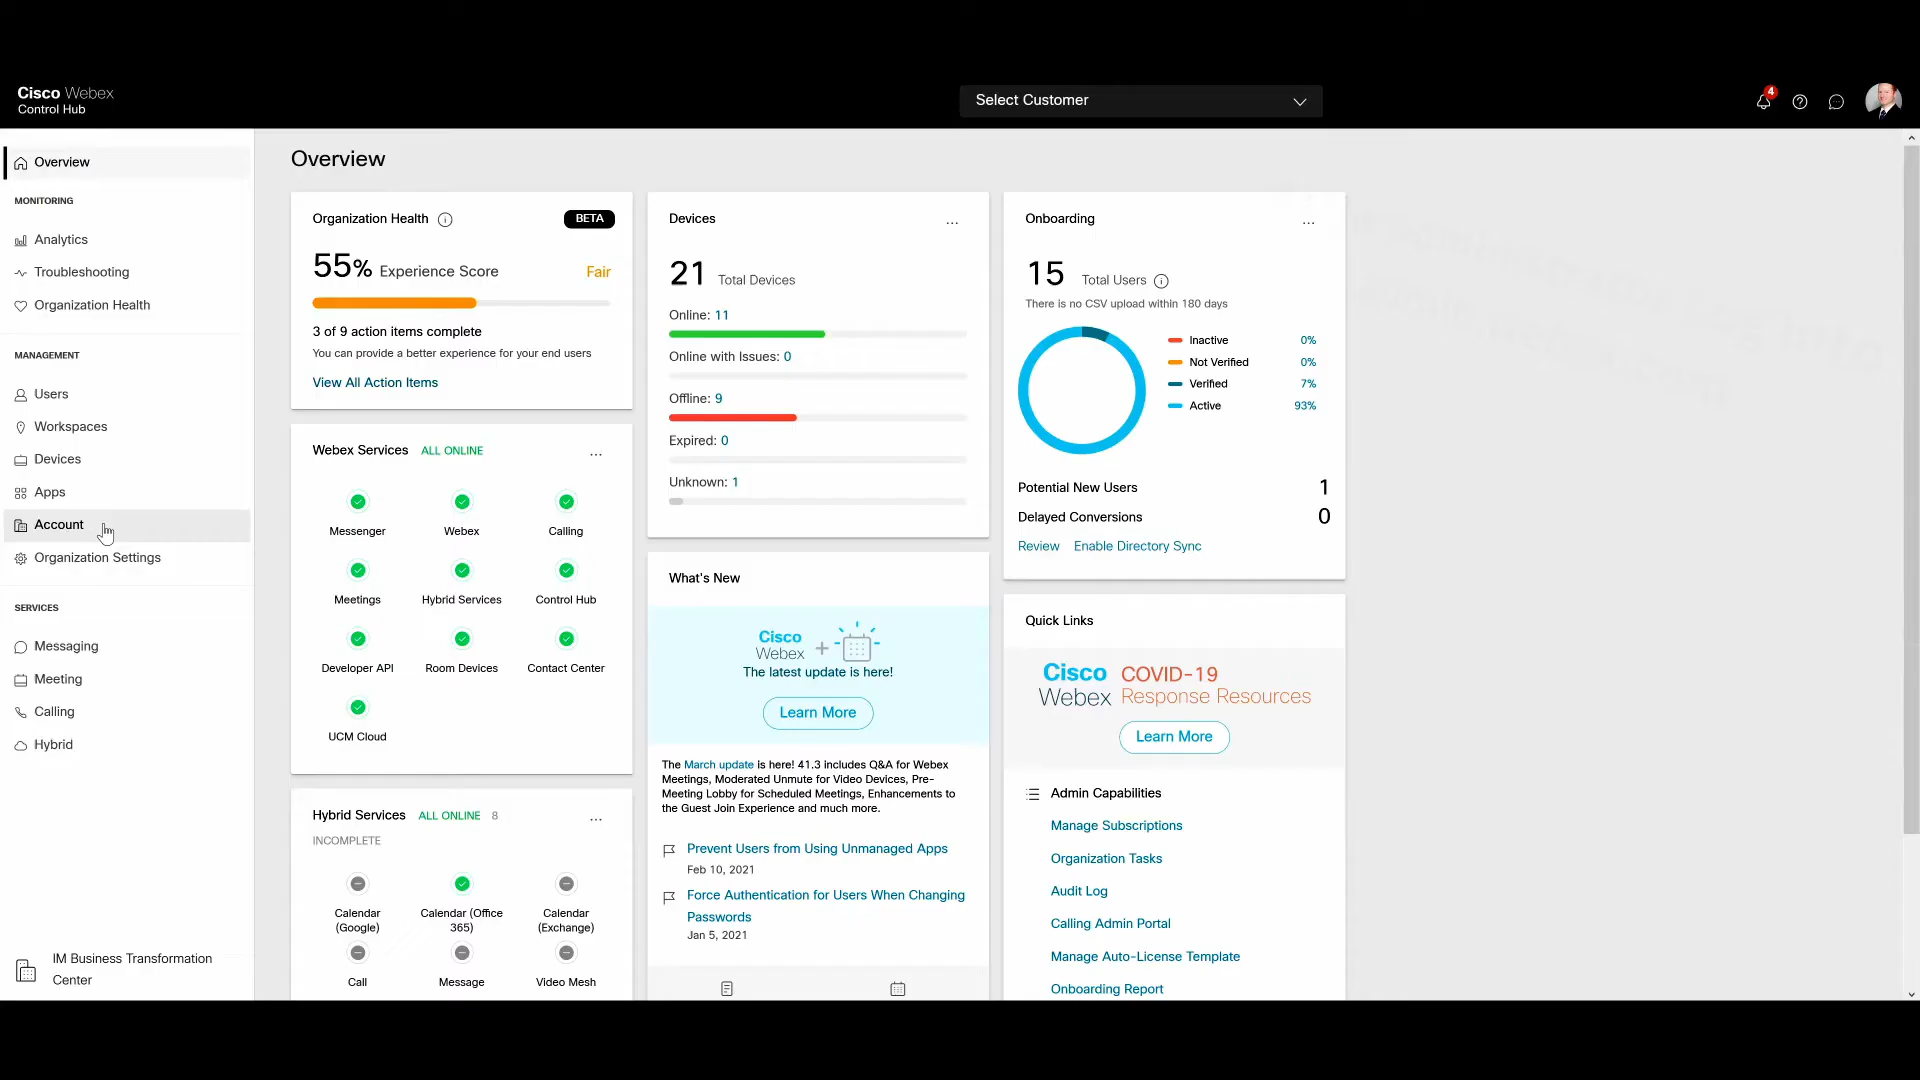 Cisco Webex
Control Hub
Select Customer
4
Overview
MONITORING
Analytics
Troubleshooting
Organization Health
MANAGEMENT
Users
Workspaces
Devices
Apps
Account
Organization Settings
SERVICES
Messaging
Meeting
Calling
Hybrid
IM Business Transformation
Center
Overview
Organization Health
BETA
55% Experience Score
Fair
3 of 9 action items complete
You can provide a better experience for your end users
View All Action Items
Webex Services ALL ONLINE
...
Messenger
Webex
Calling
Meetings
Hybrid Services
Control Hub
Developer API
Room Devices
Contact Center
UCM Cloud
Hybrid Services ALL ONLINE 8
...
INCOMPLETE
Calendar
(Google)
Calendar (Office
365)
Calendar
(Exchange)
Call
Message
Video Mesh
Devices
...
21 Total Devices
Online: 11
Online with Issues: 0
Offline: 9
Expired: 0
Unknown: 1
What's New
Cisco
Webex +
The latest update is here!
Learn More
The March update is here! 41.3 includes Q&A for Webex
Meetings, Moderated Unmute for Video Devices, Pre-
Meeting Lobby for Scheduled Meetings, Enhancements to
the Guest Join Experience and much more.
Prevent Users from Using Unmanaged Apps
Feb 10, 2021
Force Authentication for Users When Changing
Passwords
Jan 5, 2021
Onboarding
...
15 Total Users
There is no CSV upload within 180 days
Inactive 0%
Not Verified 0%
Verified 7%
Active 93%
Potential New Users 1
Delayed Conversions 0
Review Enable Directory Sync
Quick Links
Cisco COVID-19
Webex Response Resources
Learn More
Admin Capabilities
Manage Subscriptions
Organization Tasks
Audit Log
Calling Admin Portal
Manage Auto-License Template
Onboarding Report